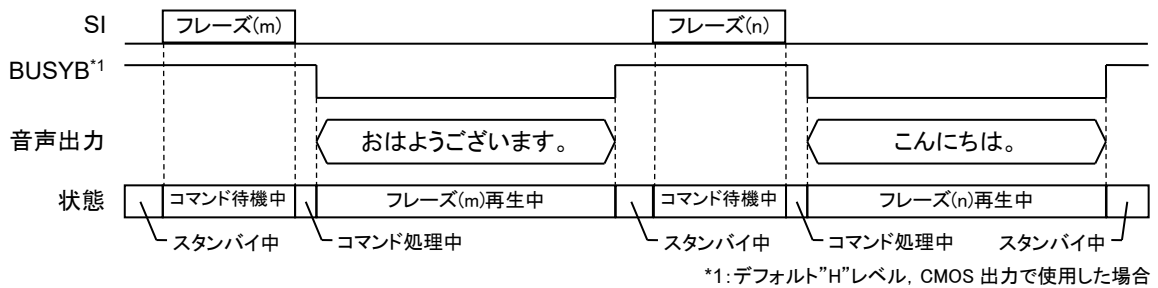 SI
フレーズ(m)
フレーズ(n)
BUSYB*1
音声出力
おはようございます。
こんにちは。
状態
コマンド待機中
フレーズ(m)再生中
コマンド待機中
フレーズ(n)再生中
スタンバイ中
コマンド処理中
スタンバイ中
コマンド処理中
スタンバイ中
*1:デフォルト”H”レベル, CMOS 出力で使用した場合